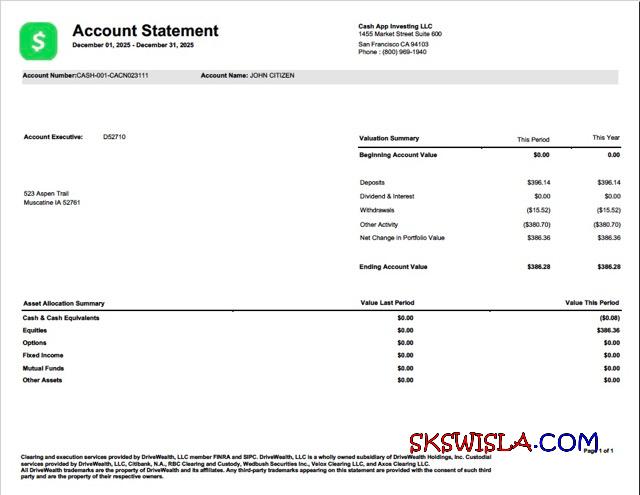 Account Statement
December 01, 2025 - December 31, 2025
Cash App Investing LLC
1455 Market Street Suite 600
San Francisco CA 94103
Phone : (800) 969-1940
Account Number:CASH-001-CACN023111 Account Name: JOHN CITIZEN
Account Executive: D52710
523 Aspen Trail
Muscatine IA 52761
Valuation Summary This Period This Year
Beginning Account Value $0.00 0.00
Deposits $396.14 $396.14
Dividend & Interest $0.00 $0.00
Withdrawals ($15.52) ($15.52)
Other Activity ($380.70) ($380.70)
Net Change in Portfolio Value $386.36 $386.36
Ending Account Value $386.28 $386.28
Asset Allocation Summary Value Last Period Value This Period
Cash & Cash Equivalents $0.00 ($0.08)
Equities $0.00 $386.36
Options $0.00 $0.00
Fixed Income $0.00 $0.00
Mutual Funds $0.00 $0.00
Other Assets $0.00 $0.00
SKSWISLA.COM
Page 1 of 1
Clearing and execution services provided by DriveWealth, LLC member FINRA and SIPC. DriveWealth, LLC is a wholly owned subsidiary of DriveWealth Holdings, Inc. Custodial
services provided by DriveWealth, LLC, Citibank, N.A., RBC Clearing and Custody, Wedbush Securities Inc., Velox Clearing LLC, and Axos Clearing LLC.
All DriveWealth trademarks are the property of DriveWealth and its affiliates. Any third-party trademarks appearing on this statement are provided with the consent of such third
party and are the property of their respective owners.